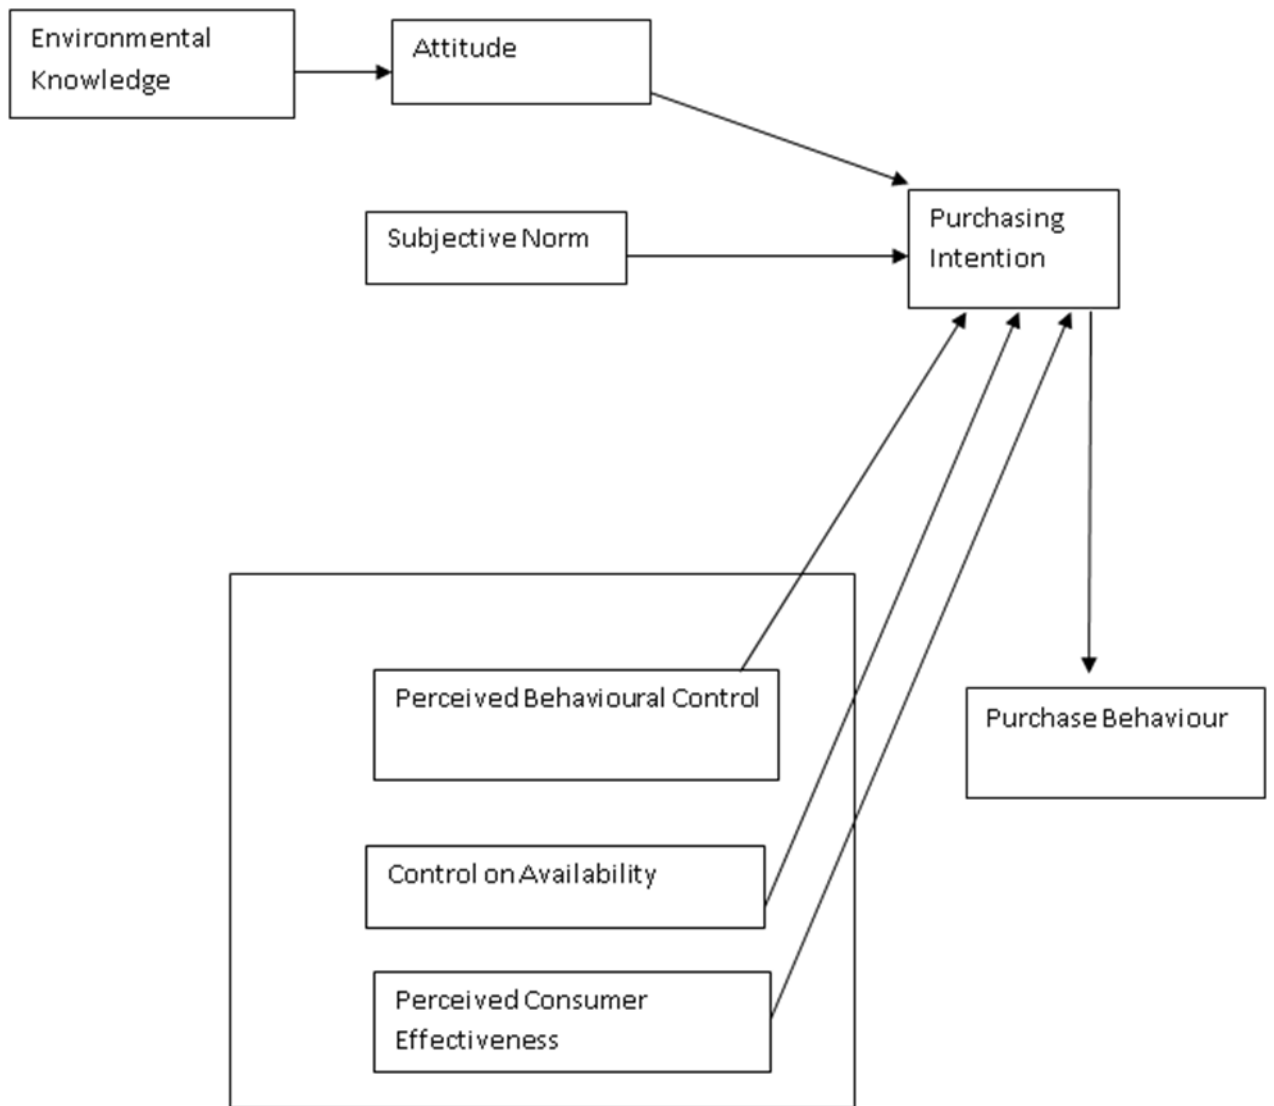 Environmental
Knowledge
Attitude
Subjective Norm
Purchasing
Intention
Perceived Behavioural Control
Purchase Behaviour
Control on Availability
Perceived Consumer
Effectiveness